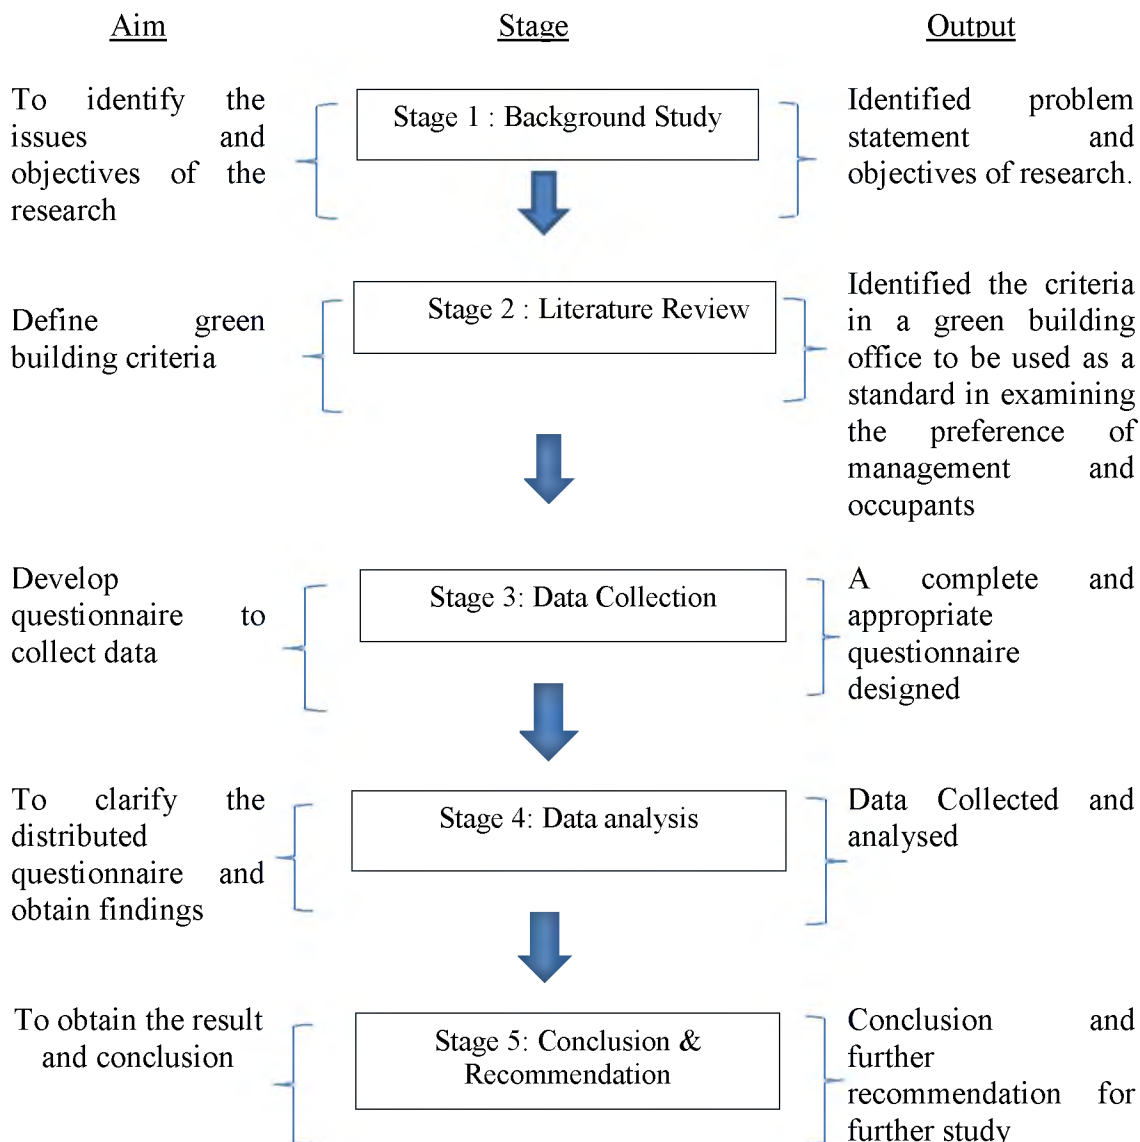 Aim
Stage
Output
To identify the
issues and
objectives of the
research
Stage 1 : Background Study
Identified problem
statement and
objectives of research.
Define green
building criteria
Stage 2 : Literature Review
Identified the criteria
in a green building
office to be used as a
standard in examining
the preference of
management and
occupants
Develop
questionnaire to
collect data
Stage 3: Data Collection
A complete and
appropriate
questionnaire
designed
To clarify the
distributed
questionnaire and
obtain findings
Stage 4: Data analysis
Data Collected and
analysed
To obtain the result
and conclusion
Stage 5: Conclusion &
Recommendation
Conclusion and
further
recommendation for
further study